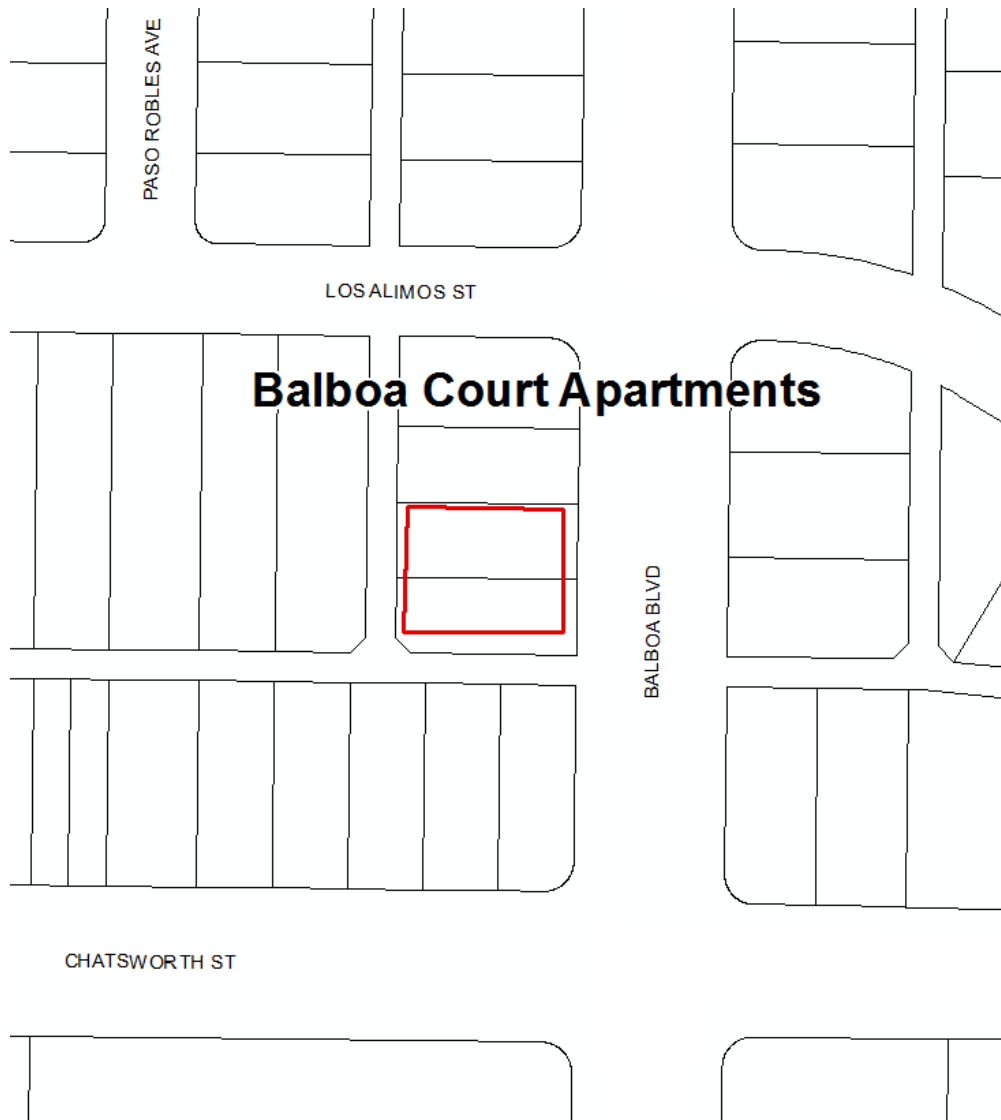 PASO ROBLES AVE
LOS ALIMOS ST
Balboa Court Apartments
BALBOA BLVD
CHATSWORTH ST